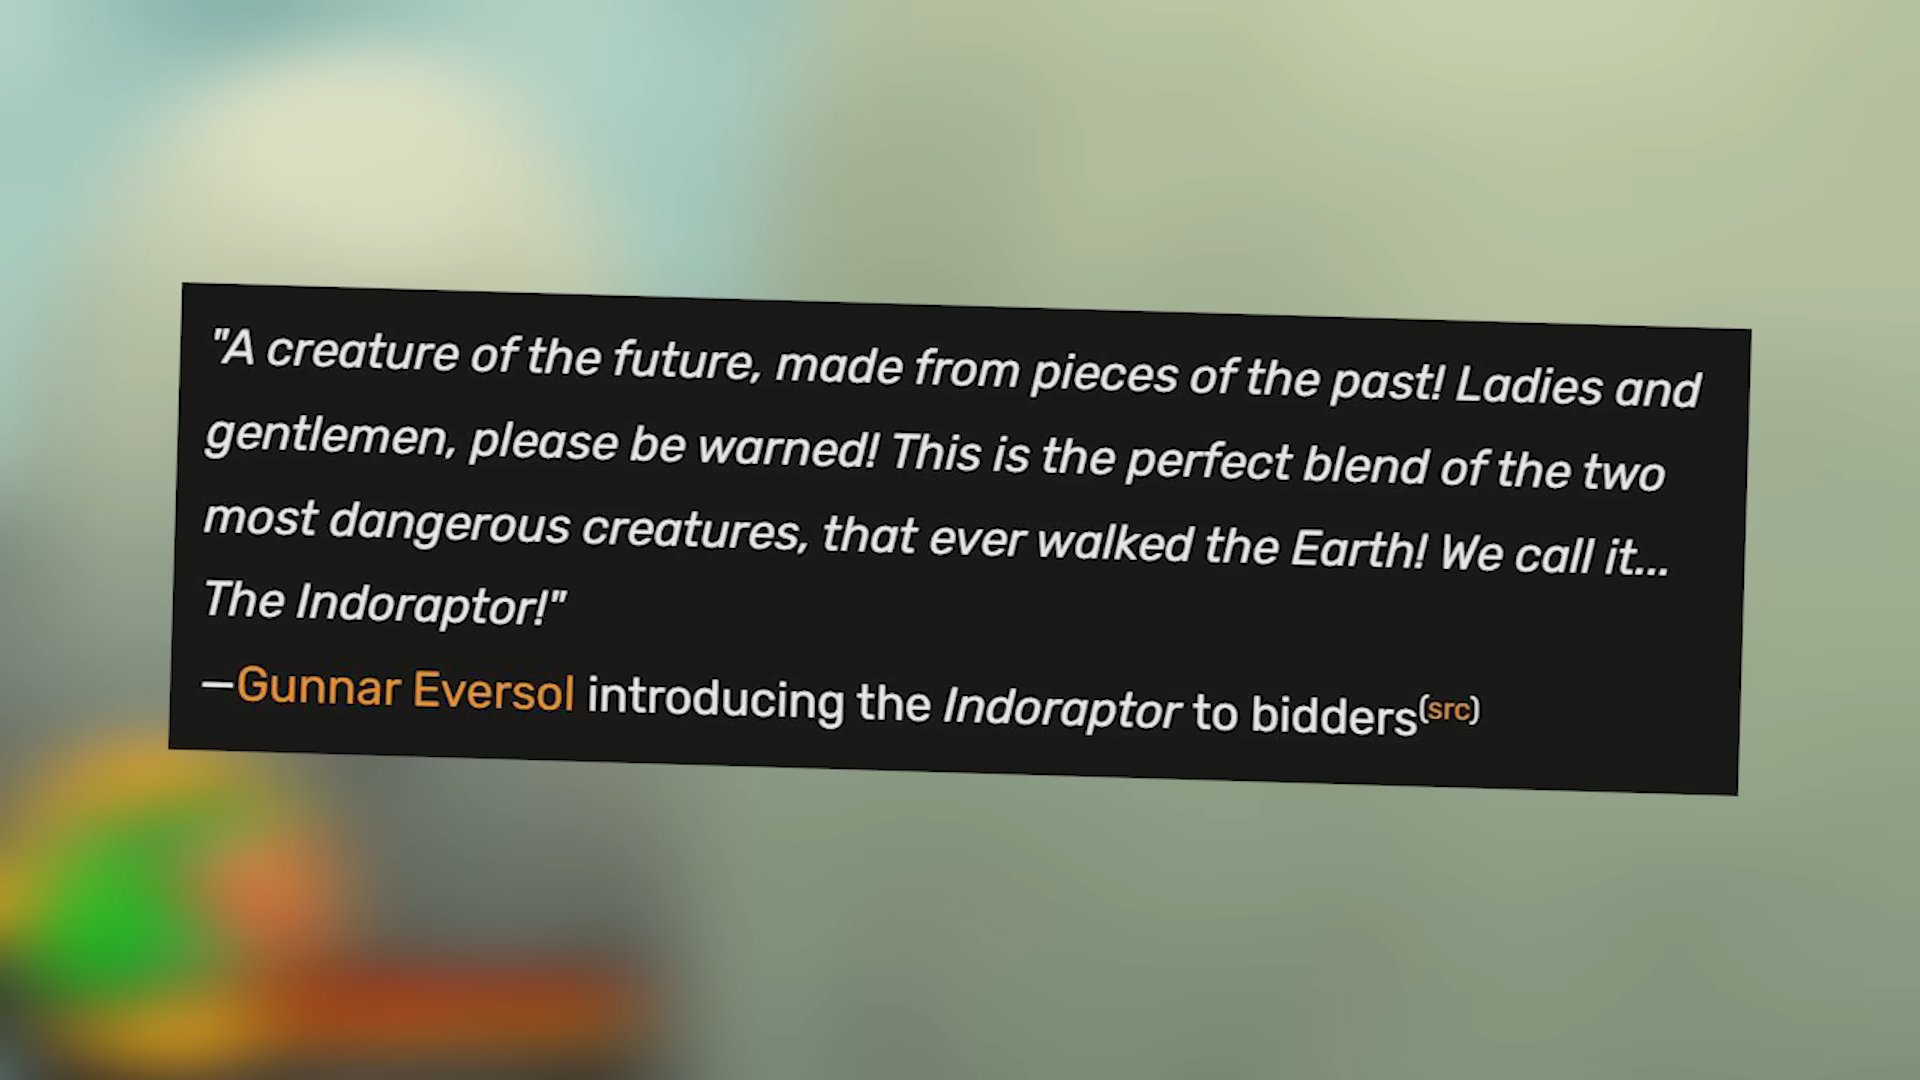 "A creature of the future, made from pieces of the past! Ladies and
gentlemen, please be warned! This is the perfect blend of the two
most dangerous creatures, that ever walked the Earth! We call it...
The Indoraptor!"
—Gunnar Eversol introducing the Indoraptor to bidders(src)